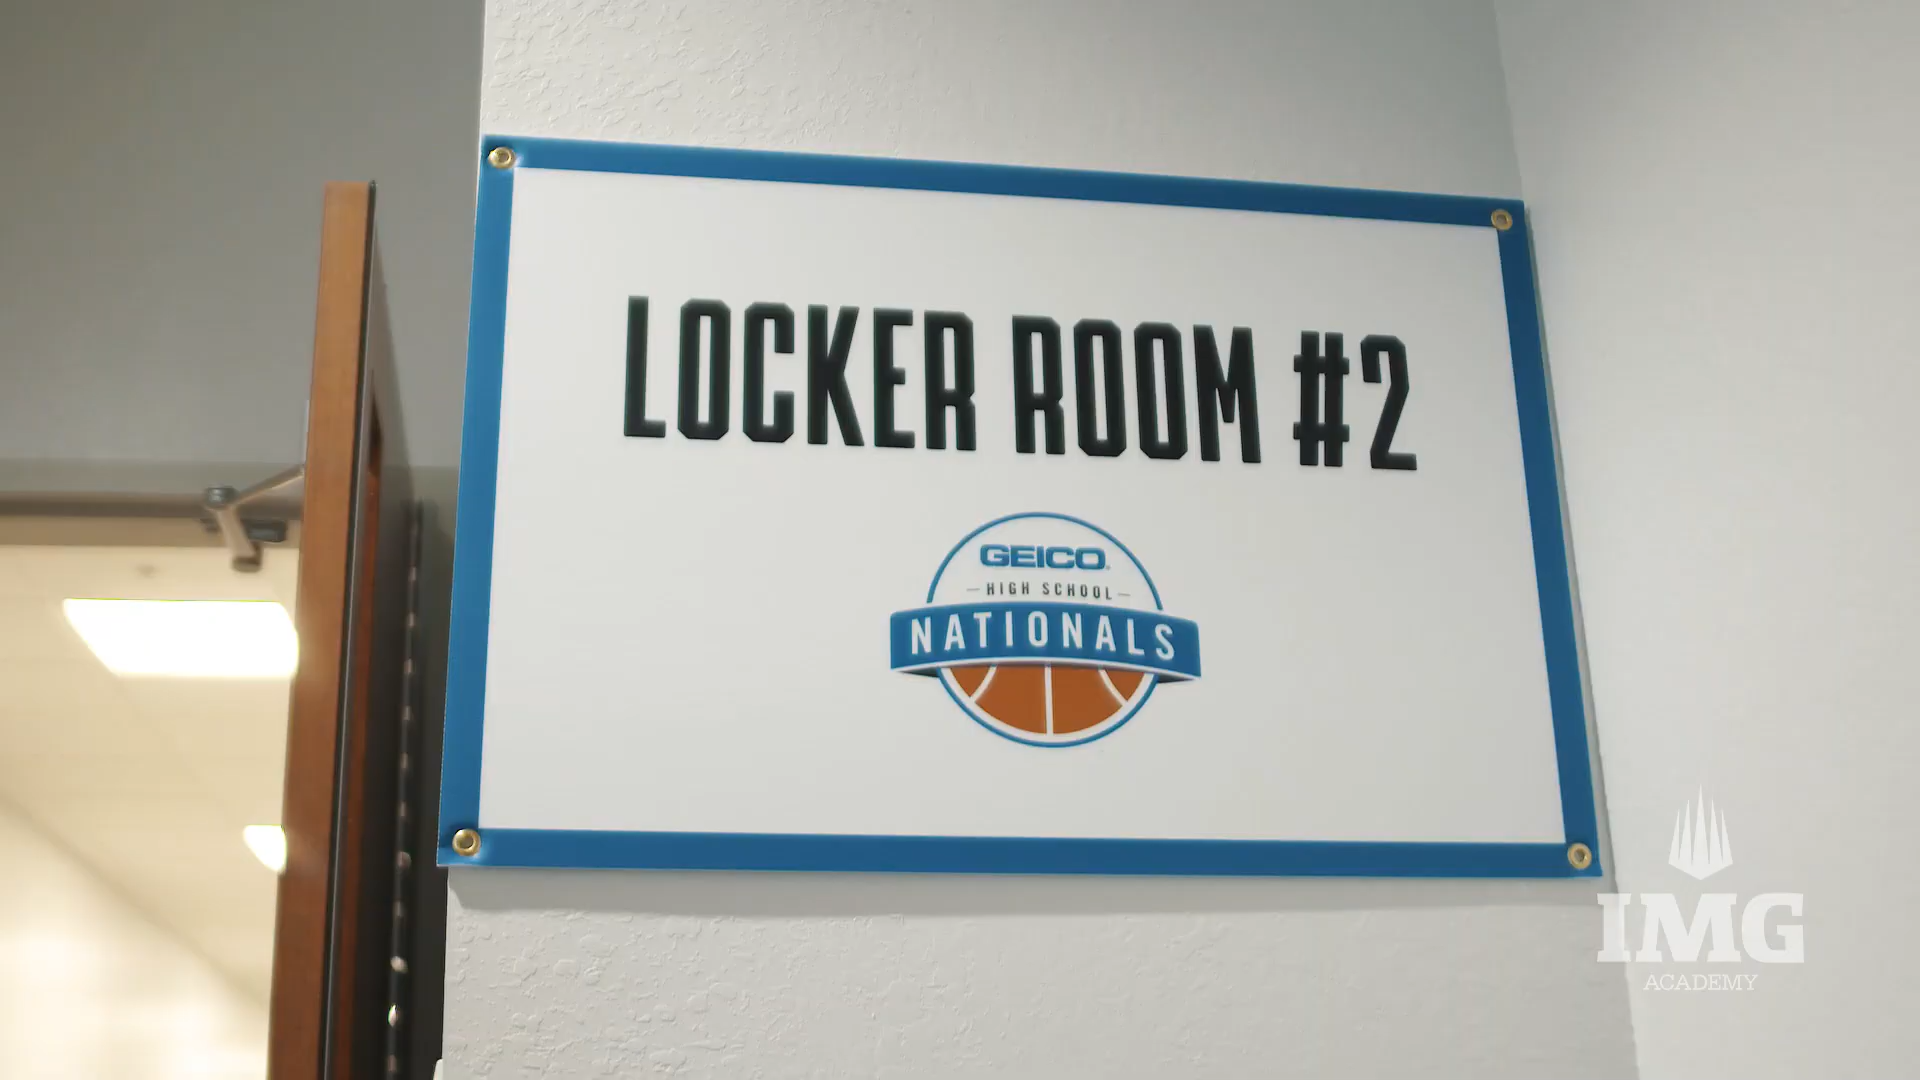 LOCKER ROOM #2
GEICO
HIGH SCHOOL
NATIONALS
IMG
ACADEMY